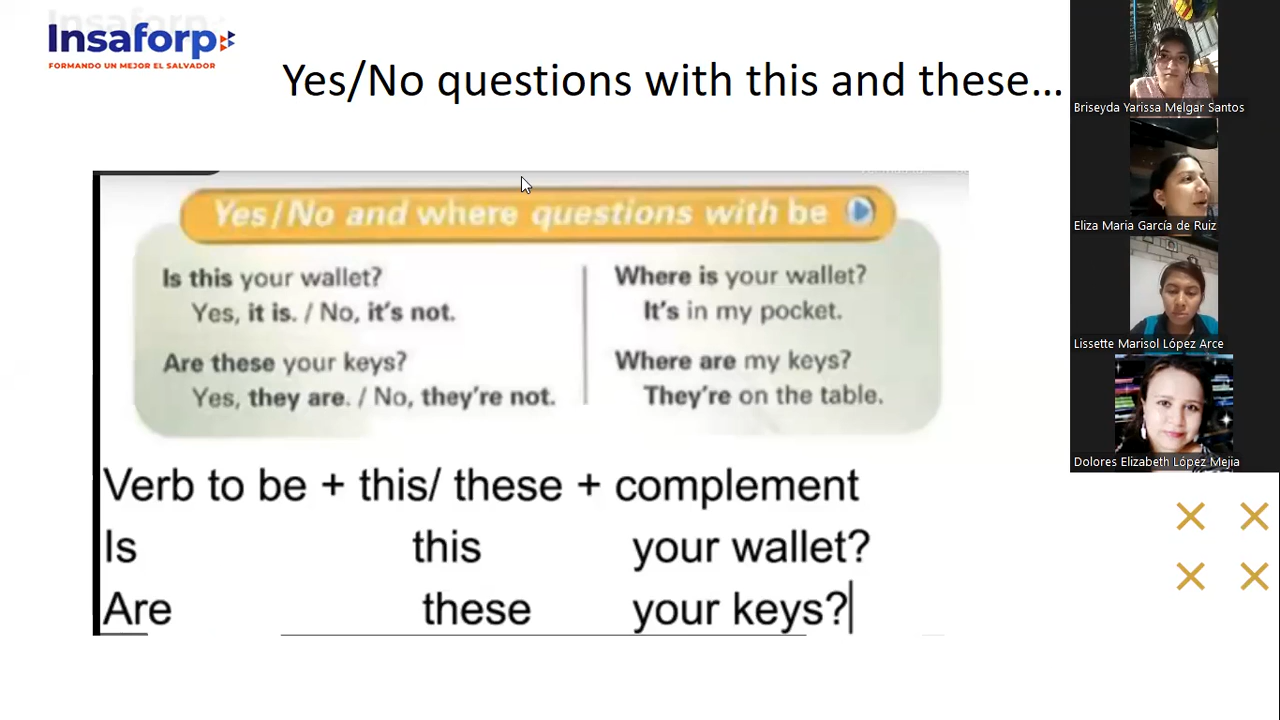 Insaforp
FORMANDO UN MEJOR EL SALVADOR
Yes/No questions with this and these...
Yes/No and where questions with be
Is this your wallet?
Yes, it is. / No, it's not.
Are these your keys?
Yes, they are. / No, they're not.
Where is your wallet?
It's in my pocket.
Where are my keys?
They're on the table.
Verb to be + this/ these + complement
Is this your wallet?
Are these your keys?
Briseyda Yarissa Melgar Santos
Eliza Maria García de Ruiz
Lissette Marisol López Arce
Dolores Elizabeth López Mejia